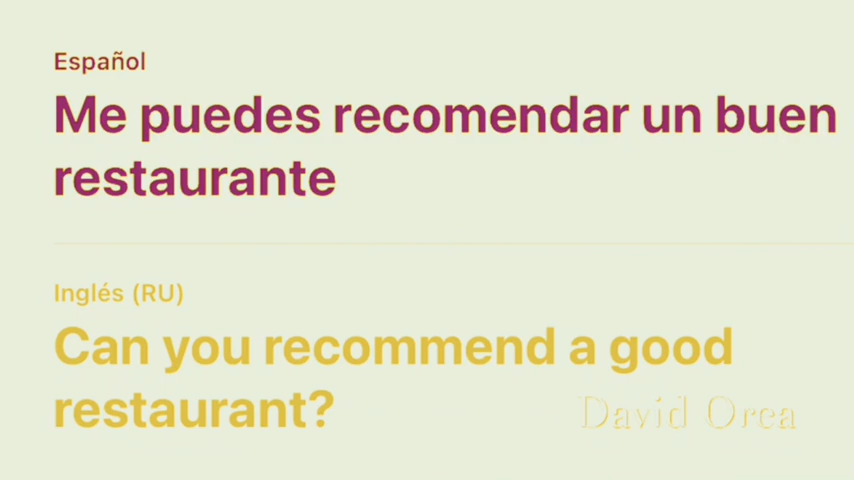 Español
Me puedes recomendar un buen
restaurante
Inglés (RU)
Can you recommend a good
restaurant?
David Orea